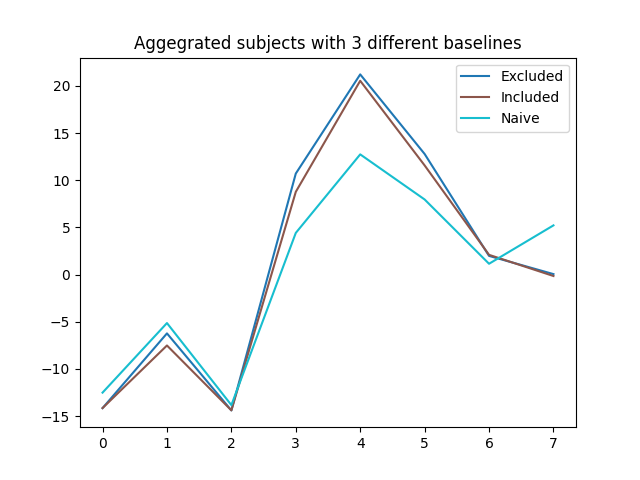 Aggegrated subjects with 3 different baselines
Excluded
Included
Naive
20
15
10
5
0
−5
−10
−15
0 1 2 3 4 5 6 7